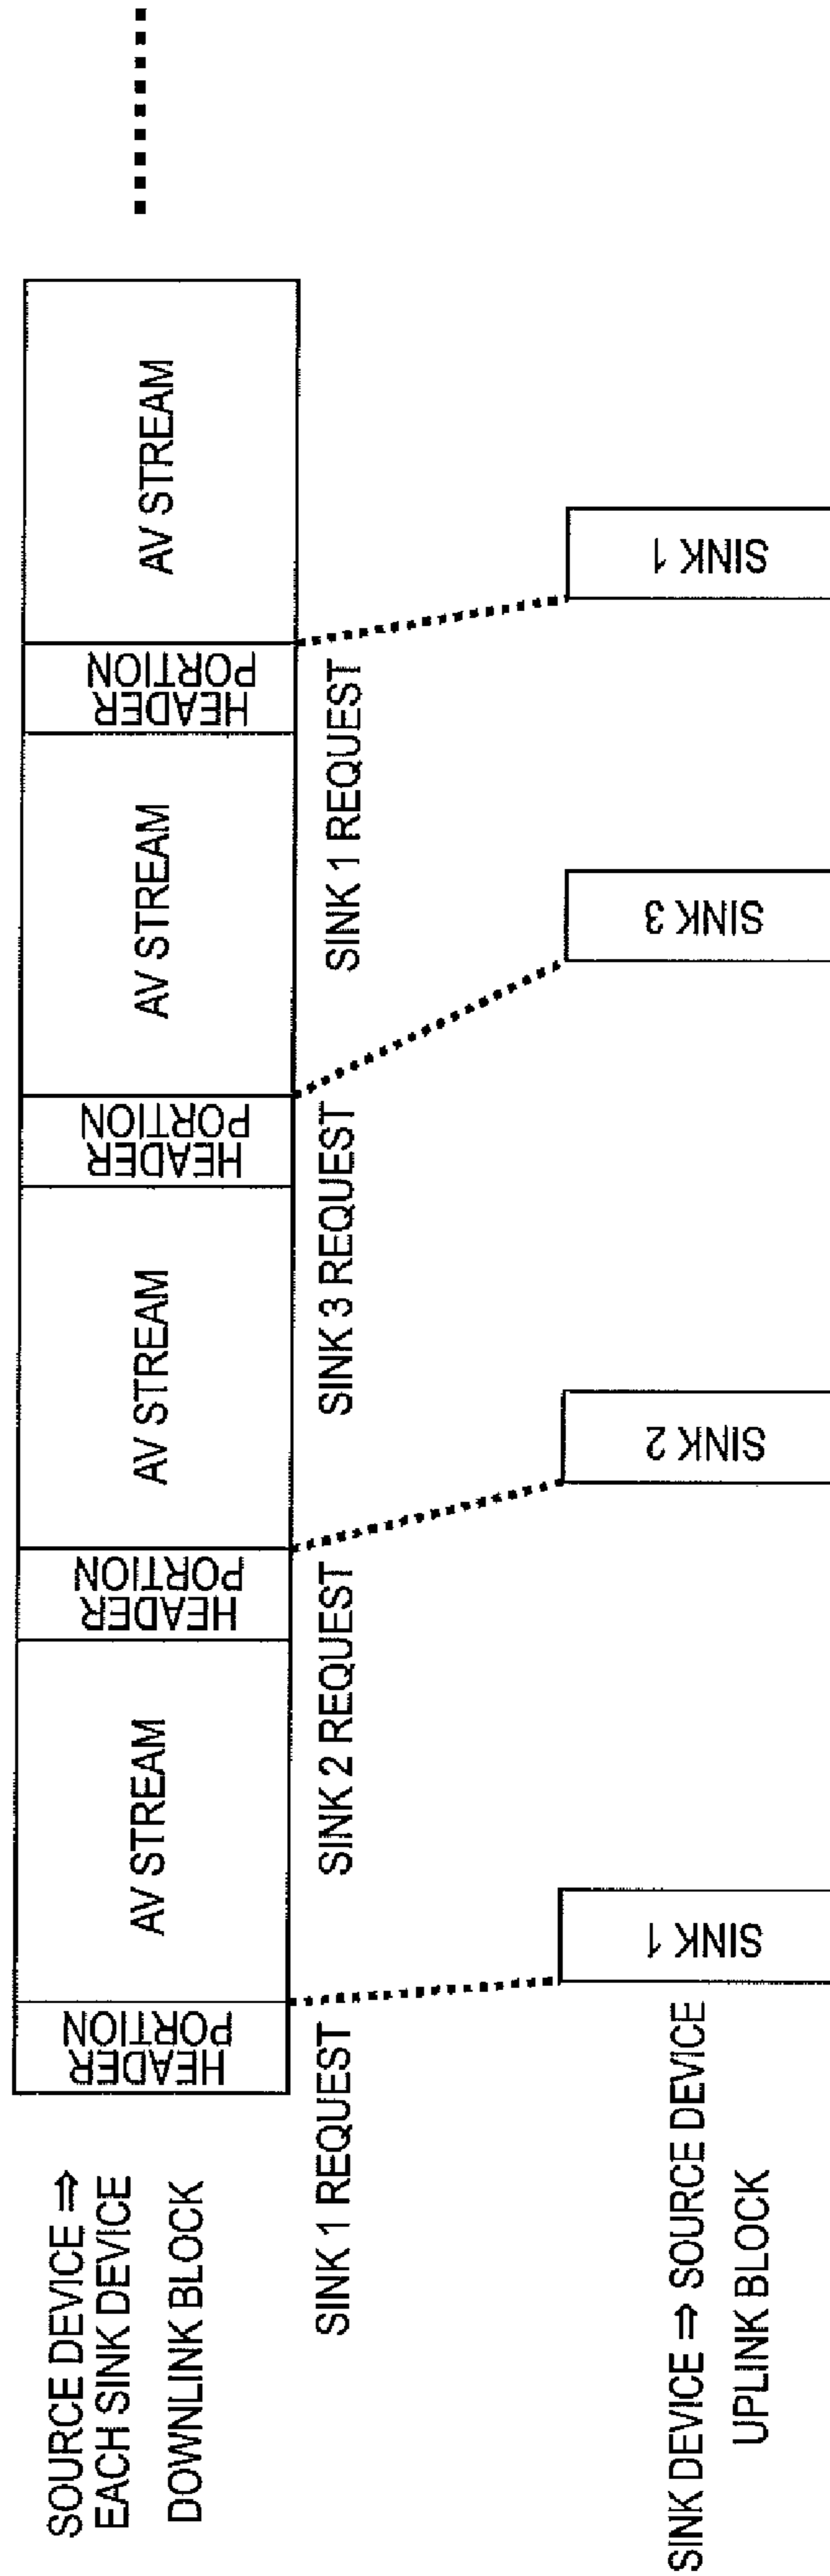 SOURCE DEVICE ⇒
EACH SINK DEVICE
DOWNLINK BLOCK
HEADER
PORTION
AV STREAM
HEADER
PORTION
AV STREAM
HEADER
PORTION
AV STREAM
HEADER
PORTION
AV STREAM
SINK 1 REQUEST
SINK 2 REQUEST
SINK 3 REQUEST
SINK 1 REQUEST
SINK DEVICE ⇒ SOURCE DEVICE
UPLINK BLOCK
SINK 1
SINK 2
SINK 3
SINK 1